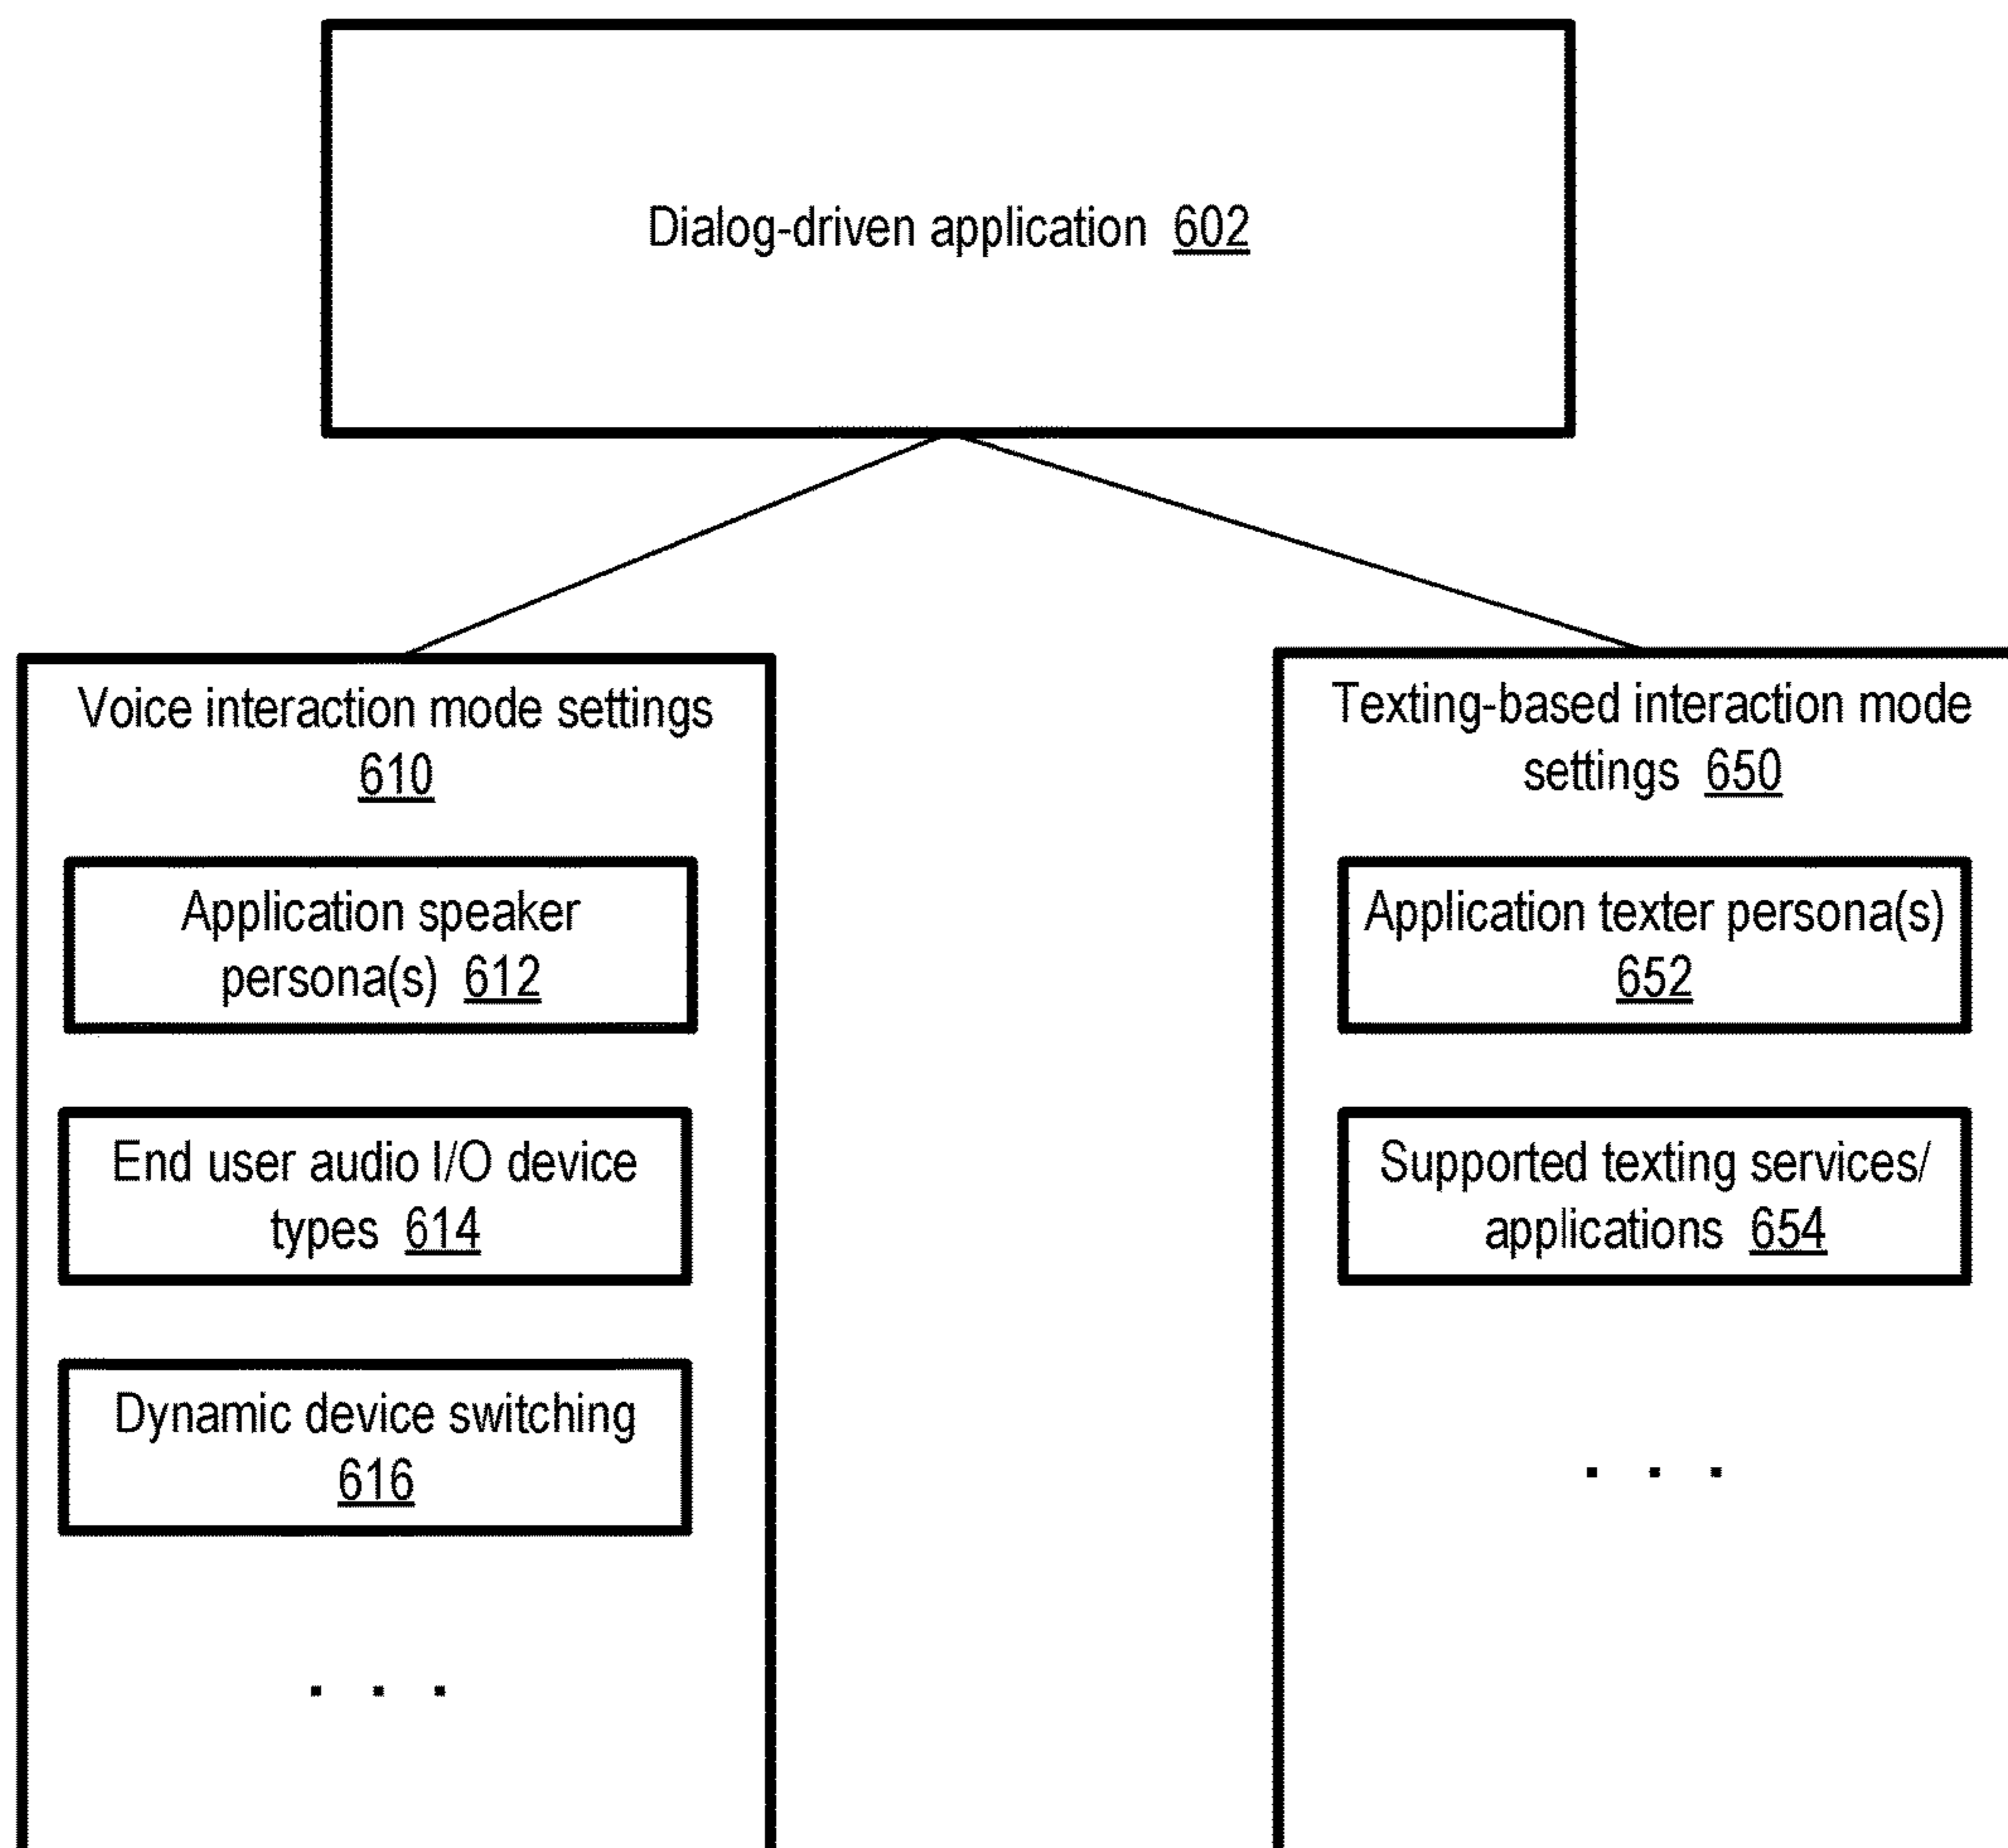 Dialog-driven application 602
Voice interaction mode settings
610
Application speaker
persona(s) 612
End user audio I/O device
types 614
Dynamic device switching
616
. . .
Texting-based interaction mode
settings 650
Application texter persona(s)
652
Supported texting services/
applications 654
. . .